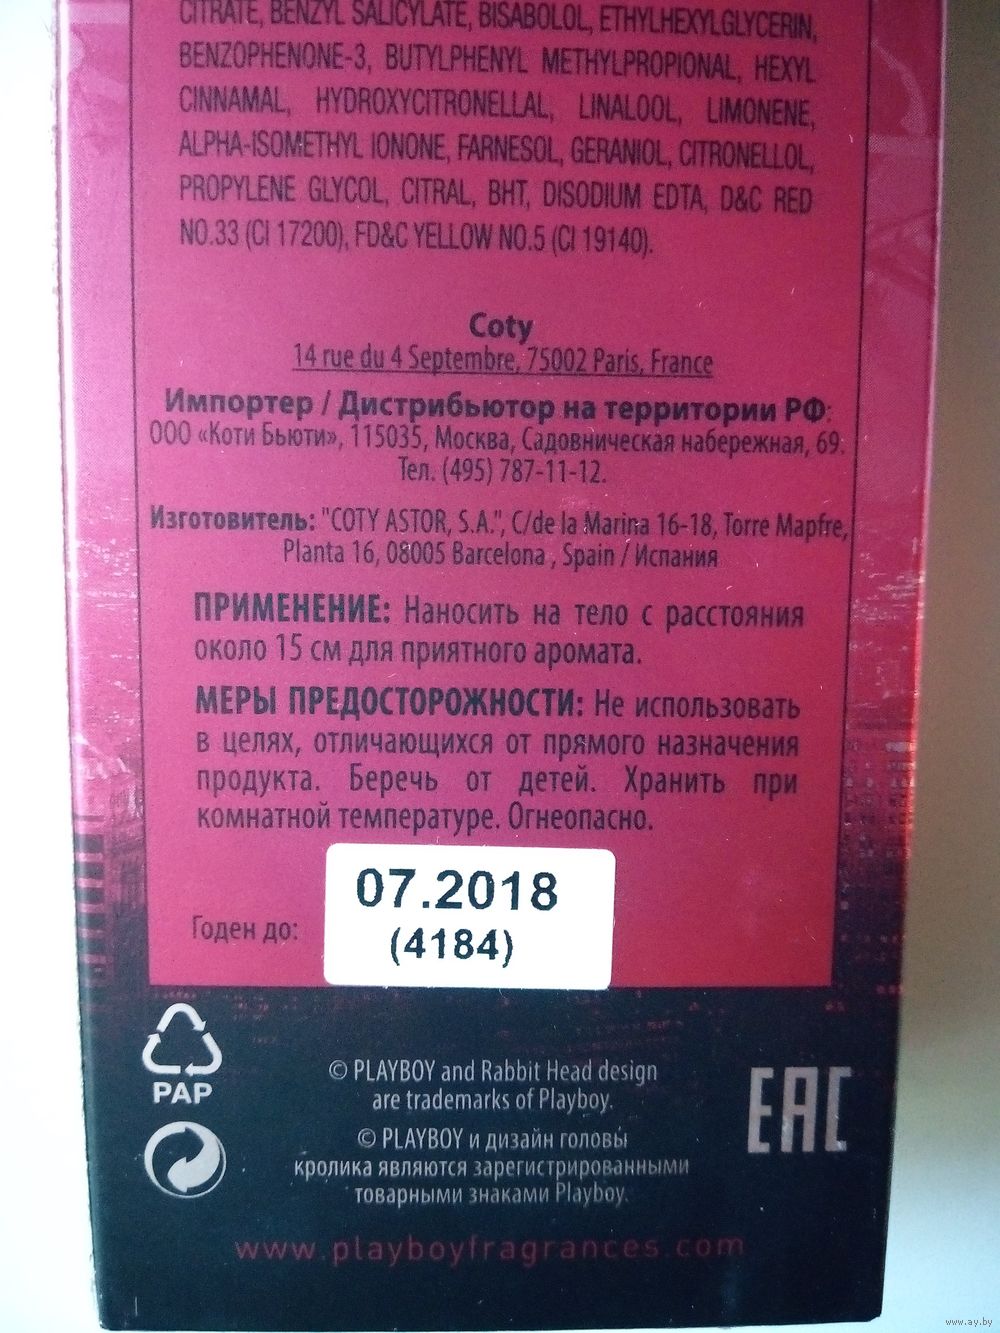 CITRATE, BENZYL SALICYLATE, BISABOLOL, ETHYLHEXYLGLYCERIN,
BENZOPHENONE-3, BUTYLPHENYL METHYLPROPIONAL, HEXYL
CINNAMAL, HYDROXYCITRONELLAL, LINALOOL, LIMONENE,
ALPHA-ISOMETHYL IONONE, FARNESOL, GERANIOL, CITRONELLOL,
PROPYLENE GLYCOL, CITRAL, BHT, DISODIUM EDTA, D&C RED
NO.33 (CI 17200), FD&C YELLOW NO.5 (CI 19140).
Coty
14 rue du 4 Septembre, 75002 Paris, France
Импортер / Дистрибьютор на территории РФ:
ООО «Коти Бьюти», 115035, Москва, Садовническая набережная, 69.
Тел. (495) 787-11-12.
Изготовитель: "COTY ASTOR, S.A.", C/de la Marina 16-18, Torre Mapfre,
Planta 16, 08005 Barcelona , Spain / Испания
ПРИМЕНЕНИЕ: Наносить на тело с расстояния
около 15 см для приятного аромата.
МЕРЫ ПРЕДОСТОРОЖНОСТИ: Не использовать
в целях, отличающихся от прямого назначения
продукта. Беречь от детей. Хранить при
комнатной температуре. Огнеопасно.
07.2018
Годен до:
(4184)
PAP
© PLAYBOY and Rabbit Head design
are trademarks of Playboy.
© PLAYBOY и дизайн головы
кролика являются зарегистрированными
товарными знаками Playboy.
EAC
www.playboyfragrances.com
www.ay.by